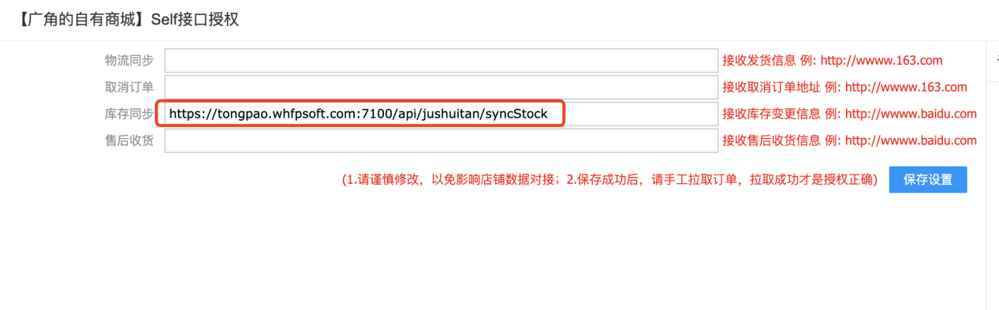 【广角的自有商城】Self接口授权
物流同步 接收发货信息 例: http://wwww.163.com
取消订单 接收取消订单地址 例: http://wwww.163.com
库存同步 https://tongpao.whfpsoft.com:7100/api/jushuitan/syncStock 接收库存变更信息 例: http://wwww.baidu.com
售后收货 接收售后收货信息 例: http://wwww.baidu.com
(1.请谨慎修改，以免影响店铺数据对接；2.保存成功后，请手工拉取订单，拉取成功才是授权正确) 保存设置